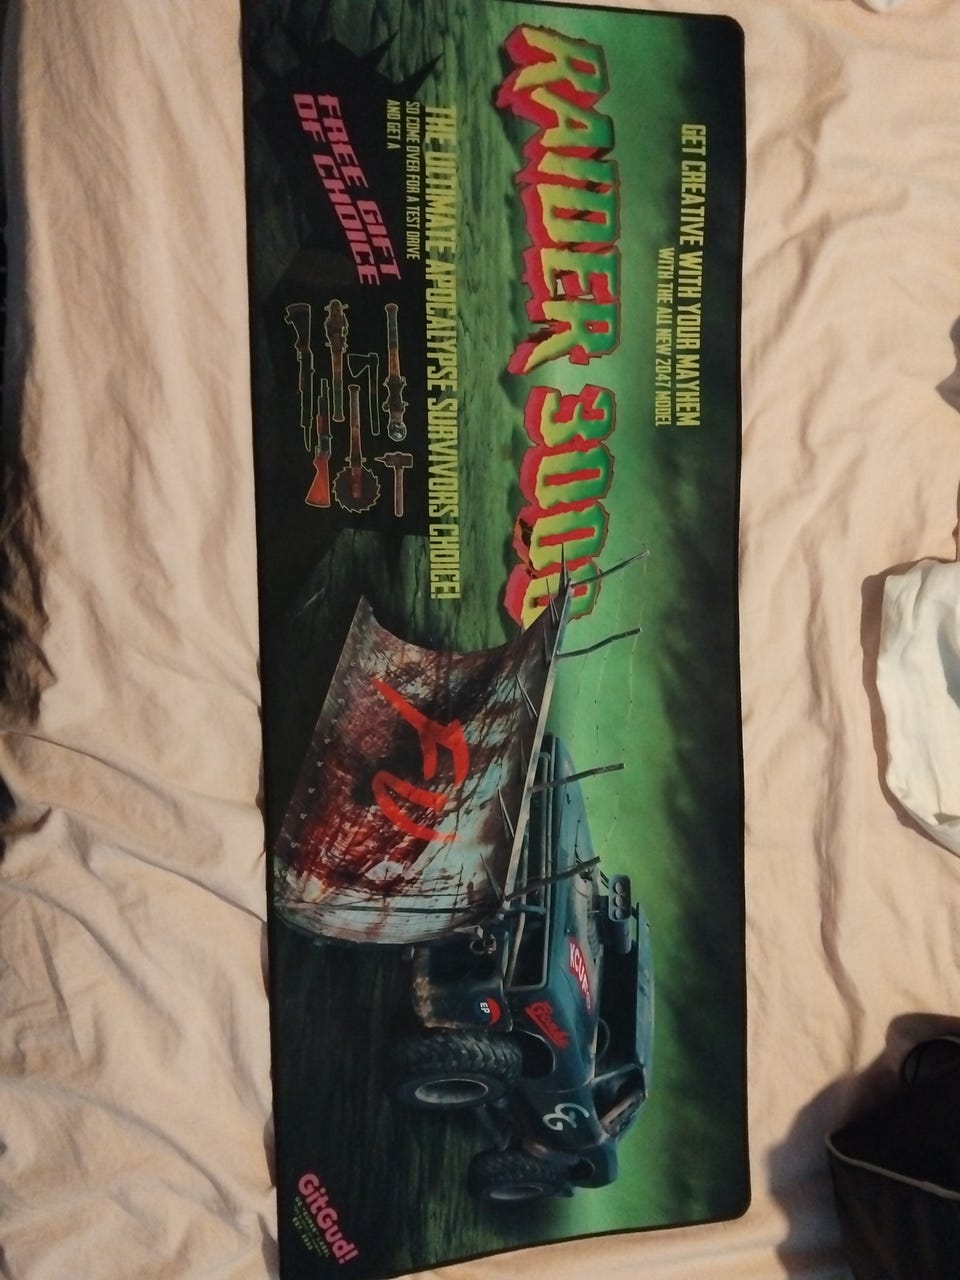 GET CREATIVE WITH YOUR MAYHEM
WITH THE ALL NEW 2047 MODEL
RAIDER 3000
THE ULTIMATE APOCALYPSE SURVIVORS CHOICE!
SO COME OVER FOR A TEST DRIVE
AND GET A
FREE GIFT
OF CHOICE
FU
EP
GitGud!